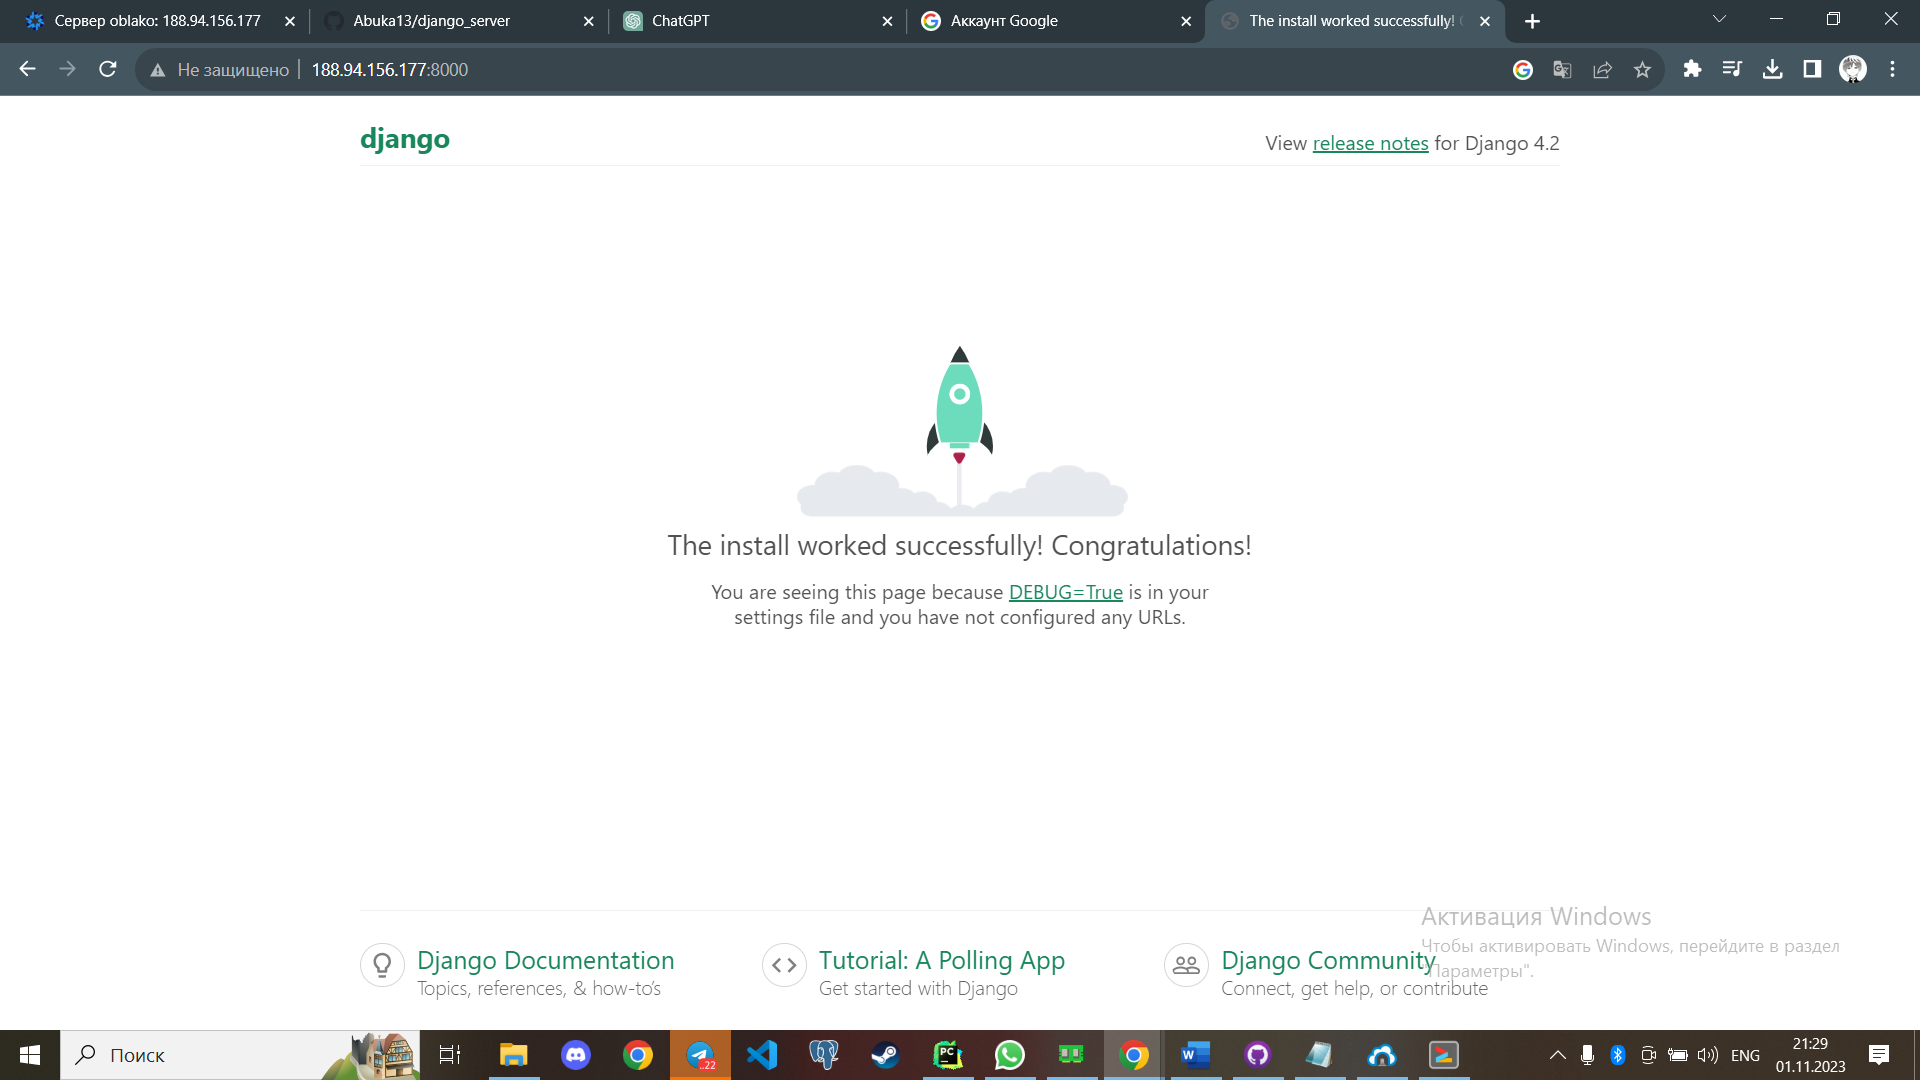 Сервер oblako: 188.94.156.177
Abuka13/django_server
ChatGPT
Аккаунт Google
The install worked successfully!
Не защищено
188.94.156.177:8000
django
View release notes for Django 4.2
The install worked successfully! Congratulations!
You are seeing this page because DEBUG=True is in your
settings file and you have not configured any URLs.
Активация Windows
Чтобы активировать Windows, перейдите в раздел
"Параметры".
Django Documentation
Topics, references, & how-to's
Tutorial: A Polling App
Get started with Django
Django Community
Connect, get help, or contribute
Поиск
..22
PC
W
ENG
21:29
01.11.2023